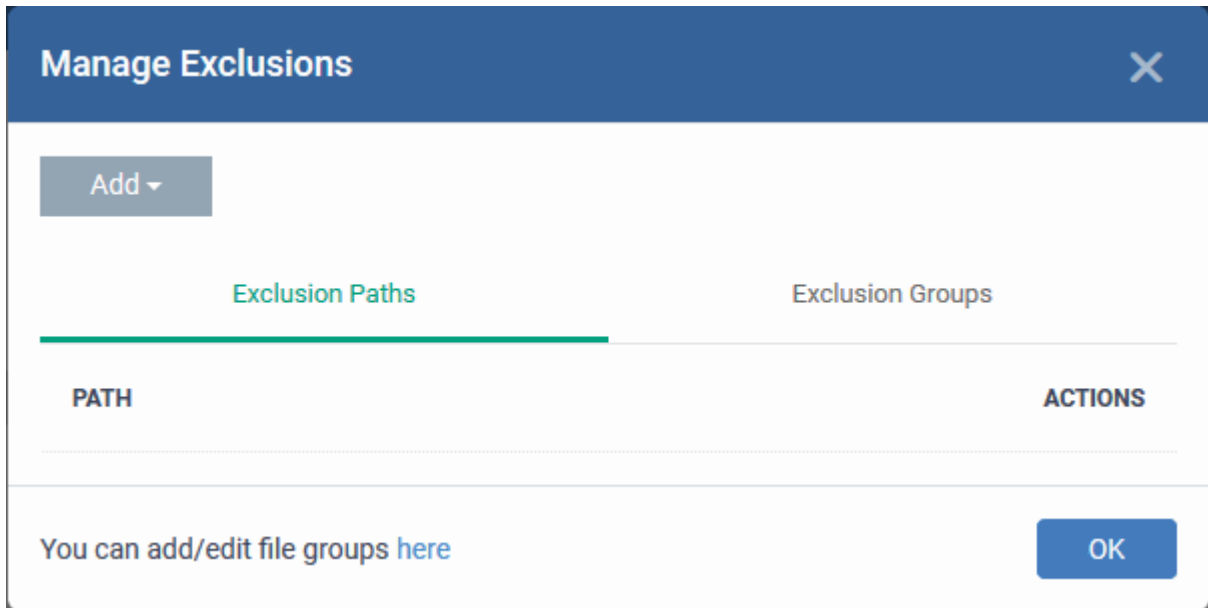 Manage Exclusions
Add
Exclusion Paths Exclusion Groups
PATH ACTIONS
You can add/edit file groups here OK